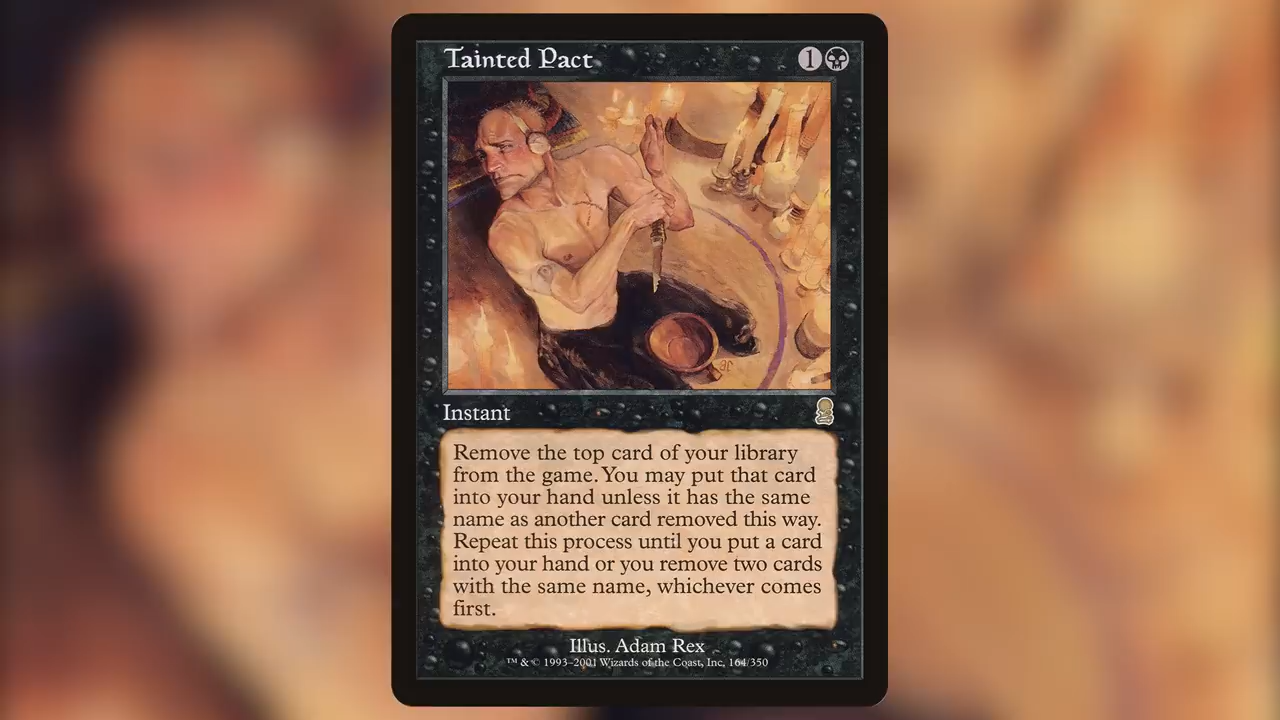 Tainted Pact
1
Instant
Remove the top card of your library
from the game. You may put that card
into your hand unless it has the same
name as another card removed this way.
Repeat this process until you put a card
into your hand or you remove two cards
with the same name, whichever comes
first.
Illus. Adam Rex
™ & © 1993–2001 Wizards of the Coast, Inc. 164/350